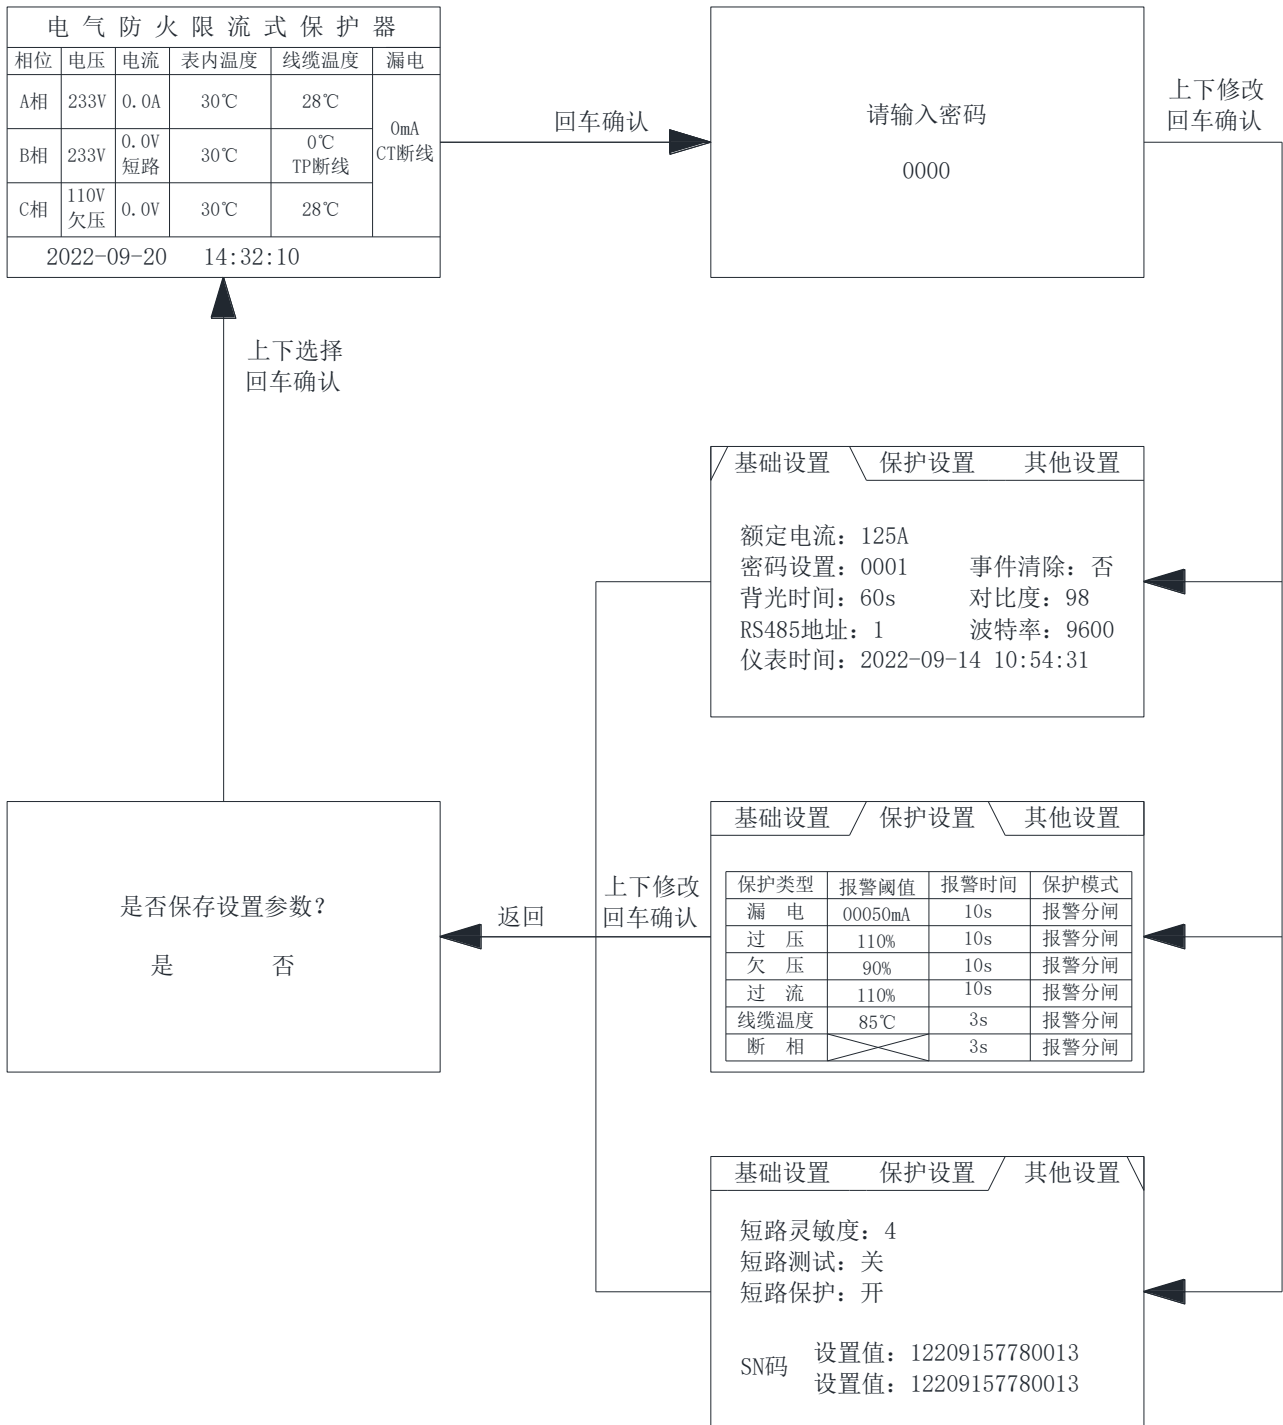 电气防火限流式保护器
相位 电压 电流 表内温度 线缆温度 漏电
A相 233V 0.0A 30℃ 28℃
0mA
CT断线
B相 233V 0.0V 短路 30℃ 0℃ TP断线
C相 110V 欠压 0.0V 30℃ 28℃
2022-09-20 14:32:10
回车确认
请输入密码
0000
上下修改
回车确认
上下选择
回车确认
基础设置 保护设置 其他设置
额定电流：125A
密码设置：0001 事件清除：否
背光时间：60s 对比度：98
RS485地址：1 波特率：9600
仪表时间：2022-09-14 10:54:31
基础设置 保护设置 其他设置
保护类型 报警阈值 报警时间 保护模式
漏 电 00050mA 10s 报警分闸
过 压 110% 10s 报警分闸
欠 压 90% 10s 报警分闸
过 流 110% 10s 报警分闸
线缆温度 85℃ 3s 报警分闸
断 相 3s 报警分闸
上下修改
回车确认
返回
是否保存设置参数?
是 否
基础设置 保护设置 其他设置
短路灵敏度：4
短路测试：关
短路保护：开
SN码
设置值：12209157780013
设置值：12209157780013